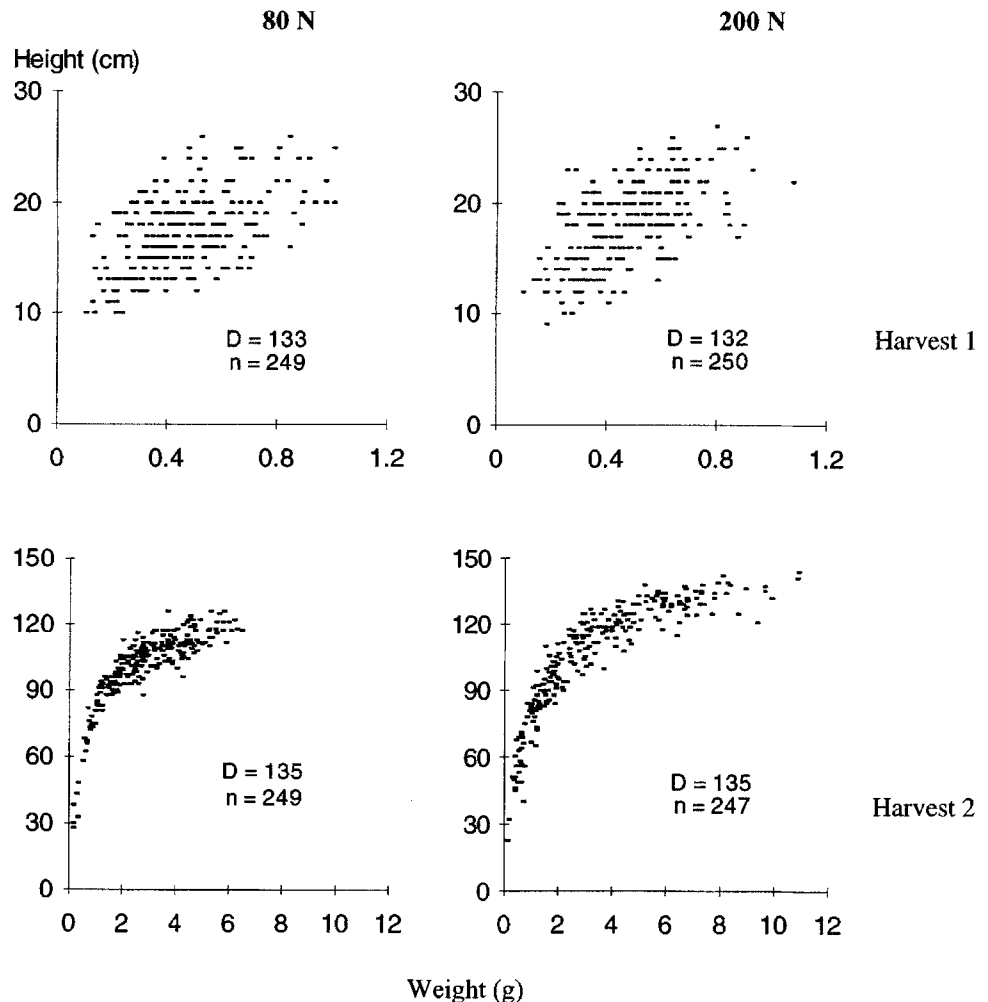 80 N
200 N
Height (cm)
30
20
10
0
D = 133
n = 249
0 0.4 0.8 1.2
30
20
10
0
D = 132
n = 250
0 0.4 0.8 1.2
Harvest 1
150
120
90
60
30
0
D = 135
n = 249
0 2 4 6 8 10 12
150
120
90
60
30
0
D = 135
n = 247
0 2 4 6 8 10 12
Harvest 2
Weight (g)